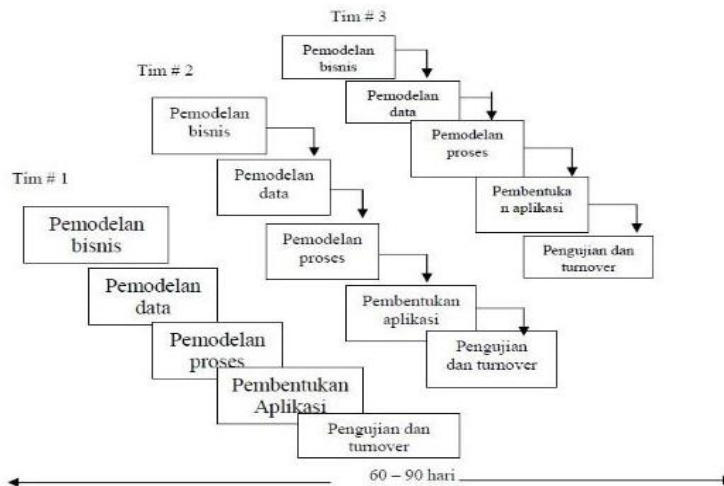 Tim # 3
Pemodelan
bisnis
Pemodelan
data
Pemodelan
proses
Pembentuka
n aplikasi
Pengujian dan
turnover
Tim # 2
Pemodelan
bisnis
Pemodelan
data
Pemodelan
proses
Pembentukan
aplikasi
Pengujian
dan turnover
Tim # 1
Pemodelan
bisnis
Pemodelan
data
Pemodelan
proses
Pembentukan
Aplikasi
Pengujian dan
turnover
60 – 90 hari